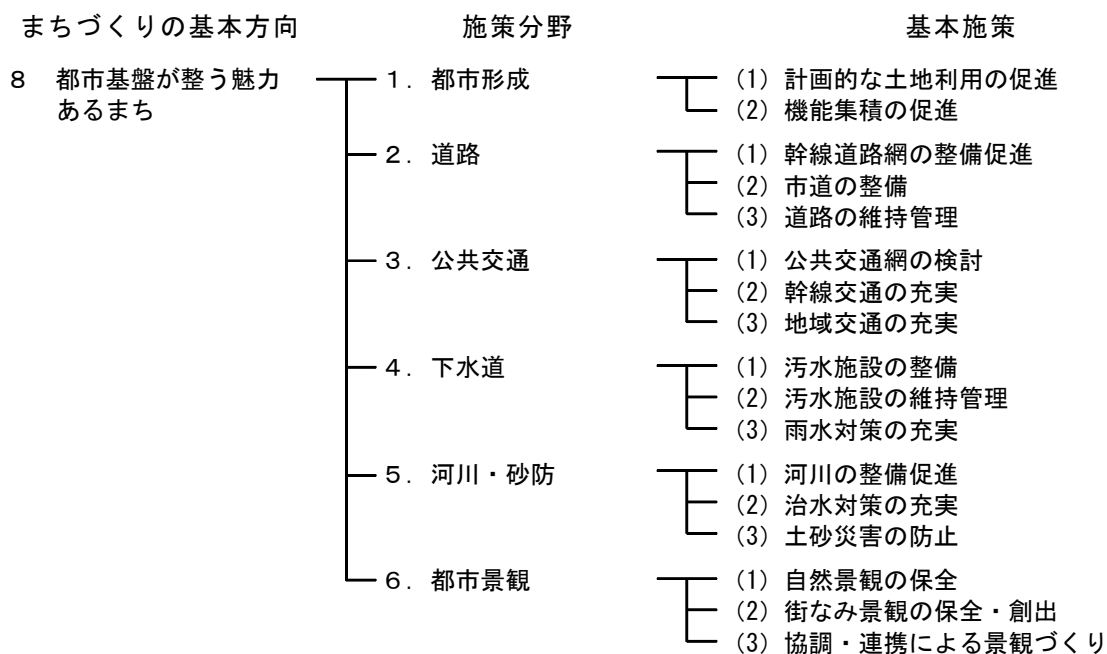 まちづくりの基本方向 施策分野 基本施策
8 都市基盤が整う魅力あるまち
1. 都市形成
(1) 計画的な土地利用の促進
(2) 機能集積の促進
2. 道路
(1) 幹線道路網の整備促進
(2) 市道の整備
(3) 道路の維持管理
3. 公共交通
(1) 公共交通網の検討
(2) 幹線交通の充実
(3) 地域交通の充実
4. 下水道
(1) 汚水施設の整備
(2) 汚水施設の維持管理
(3) 雨水対策の充実
5. 河川・砂防
(1) 河川の整備促進
(2) 治水対策の充実
(3) 土砂災害の防止
6. 都市景観
(1) 自然景観の保全
(2) 街なみ景観の保全・創出
(3) 協調・連携による景観づくり